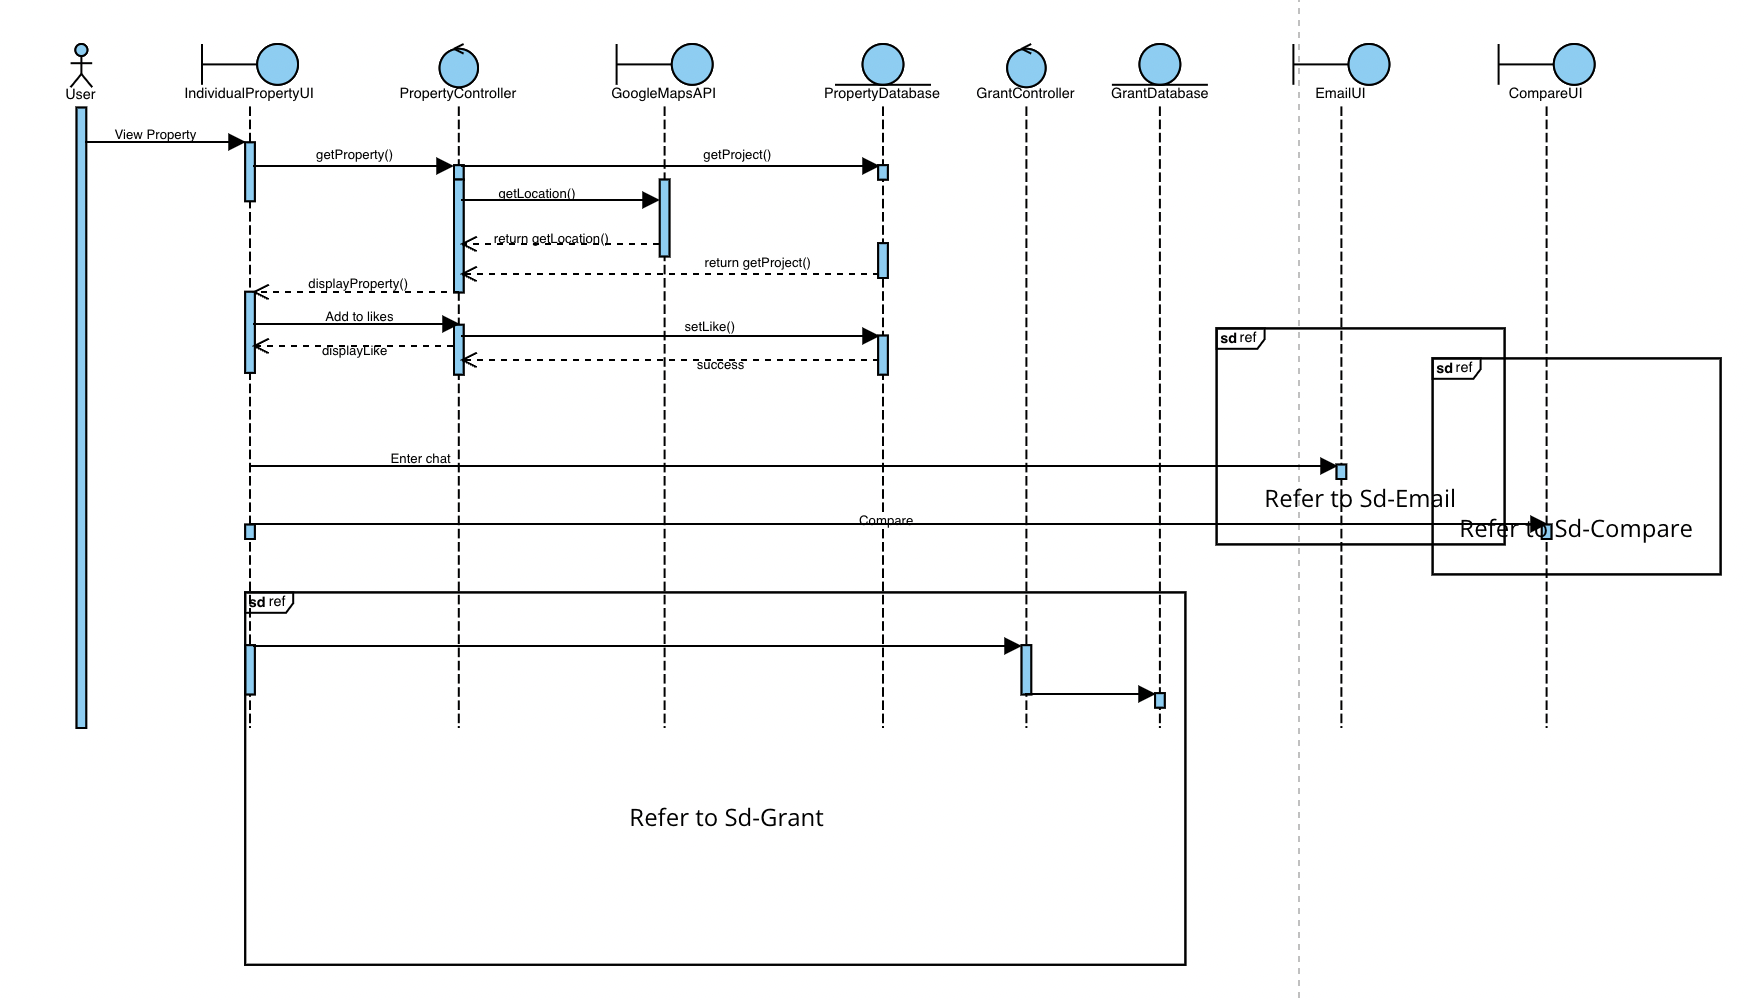 User
IndividualPropertyUI
PropertyController
GoogleMapsAPI
PropertyDatabase
GrantController
GrantDatabase
EmailUI
CompareUI
View Property
getProperty()
getProject()
getLocation()
return getLocation()
return getProject()
displayProperty()
Add to likes
setLike()
displayLike
success
sd ref
sd ref
Enter chat
Refer to Sd-Email
Compare
Refer to Sd-Compare
sd ref
Refer to Sd-Grant